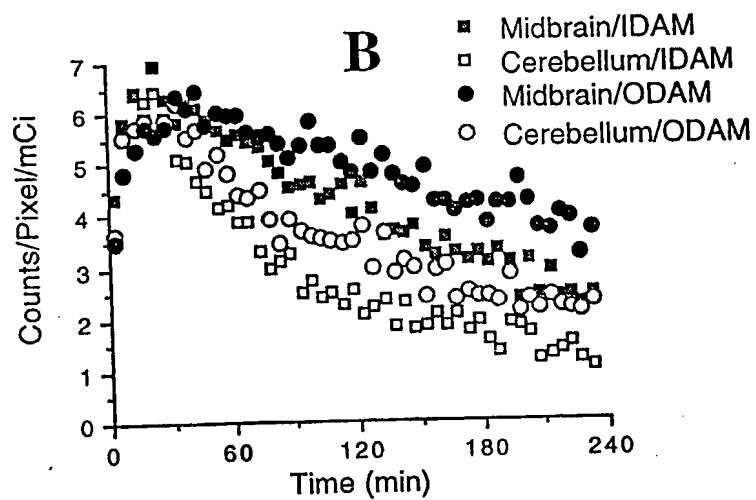 B
Midbrain/IDAM
Cerebellum/IDAM
Midbrain/ODAM
Cerebellum/ODAM
Counts/Pixel/mCi
7
6
5
4
3
2
1
0
0 60 120 180 240
Time (min)